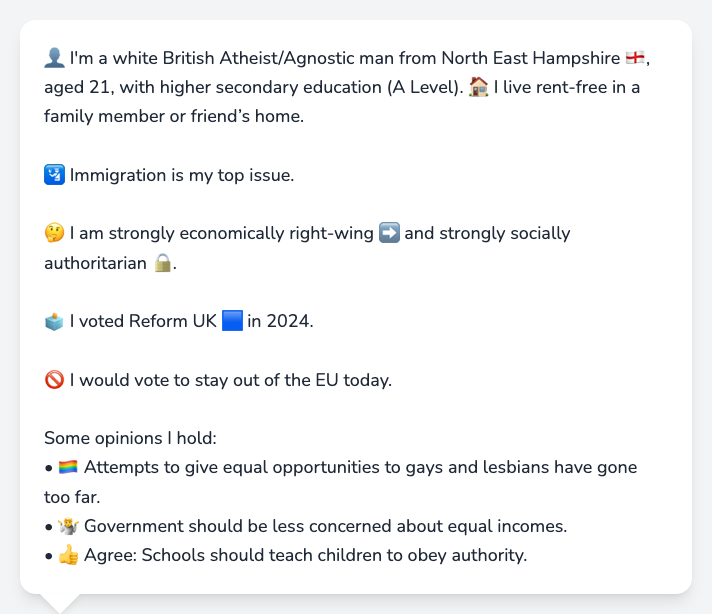 👤 I'm a white British Atheist/Agnostic man from North East Hampshire 🏴󠁧󠁢󠁥󠁮󠁧󠁿,
aged 21, with higher secondary education (A Level). 🏠 I live rent-free in a
family member or friend’s home.
🛂 Immigration is my top issue.
🤔 I am strongly economically right-wing ➡️ and strongly socially
authoritarian 🔒.
🗳️ I voted Reform UK 🟦 in 2024.
🚫 I would vote to stay out of the EU today.
Some opinions I hold:
• 🏳️‍🌈 Attempts to give equal opportunities to gays and lesbians have gone
too far.
• 🤷 Government should be less concerned about equal incomes.
• 👍 Agree: Schools should teach children to obey authority.